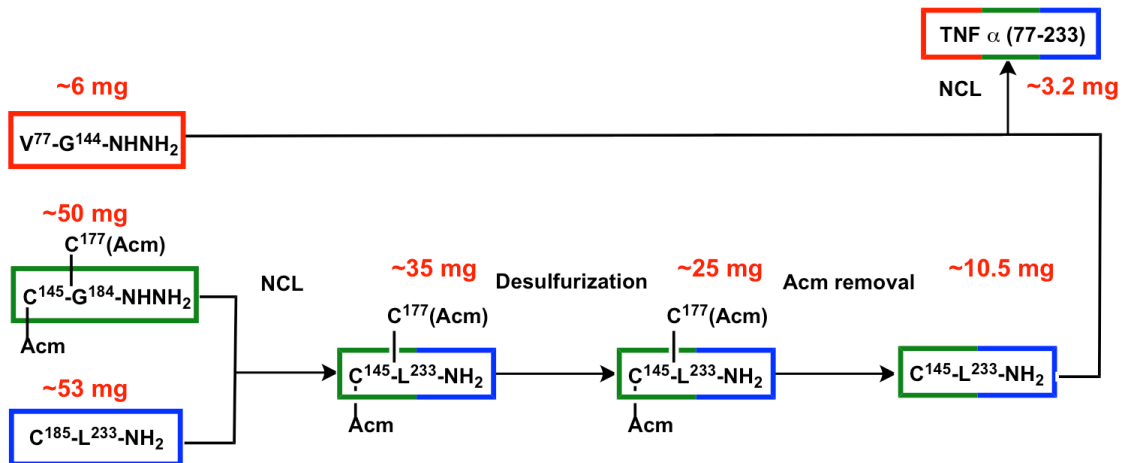 TNF α (77-233)
~6 mg
NCL
~3.2 mg
V⁷⁷-G¹⁴⁴-NHNH₂
~50 mg
C¹⁷⁷(Acm)
C¹⁴⁵-G¹⁸⁴-NHNH₂
Acm
NCL
~35 mg
Desulfurization
~25 mg
Acm removal
~10.5 mg
C¹⁷⁷(Acm)
C¹⁷⁷(Acm)
C¹⁴⁵-L²³³-NH₂
C¹⁴⁵-L²³³-NH₂
C¹⁴⁵-L²³³-NH₂
Acm
Acm
~53 mg
C¹⁸⁵-L²³³-NH₂